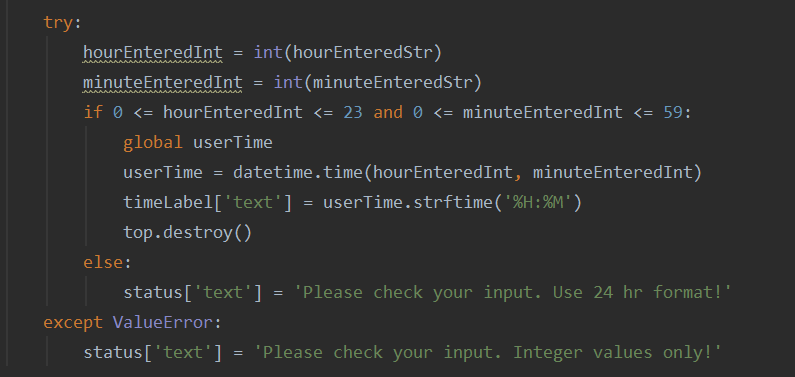 try:
hourEnteredInt = int(hourEnteredStr)
minuteEnteredInt = int(minuteEnteredStr)
if 0 <= hourEnteredInt <= 23 and 0 <= minuteEnteredInt <= 59:
global userTime
userTime = datetime.time(hourEnteredInt, minuteEnteredInt)
timeLabel['text'] = userTime.strftime('%H:%M')
top.destroy()
else:
status['text'] = 'Please check your input. Use 24 hr format!'
except ValueError:
status['text'] = 'Please check your input. Integer values only!'